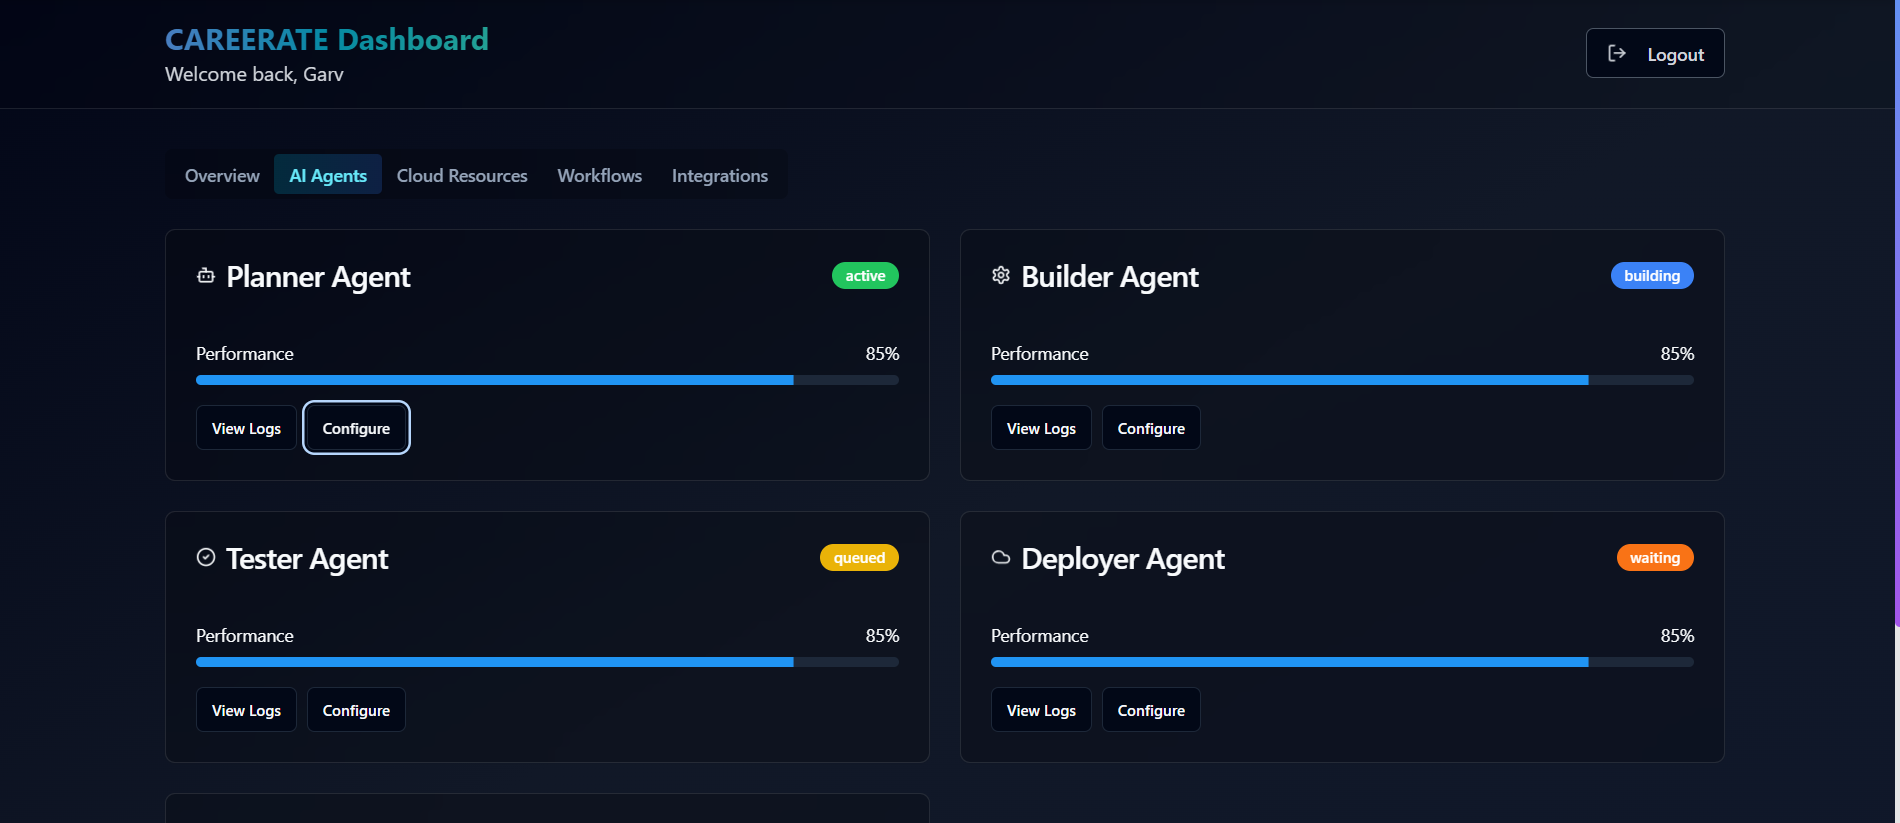 CAREERATE Dashboard
Welcome back, Garv
Logout
Overview AI Agents Cloud Resources Workflows Integrations
Planner Agent active
Performance 85%
View Logs Configure
Builder Agent building
Performance 85%
View Logs Configure
Tester Agent queued
Performance 85%
View Logs Configure
Deployer Agent waiting
Performance 85%
View Logs Configure